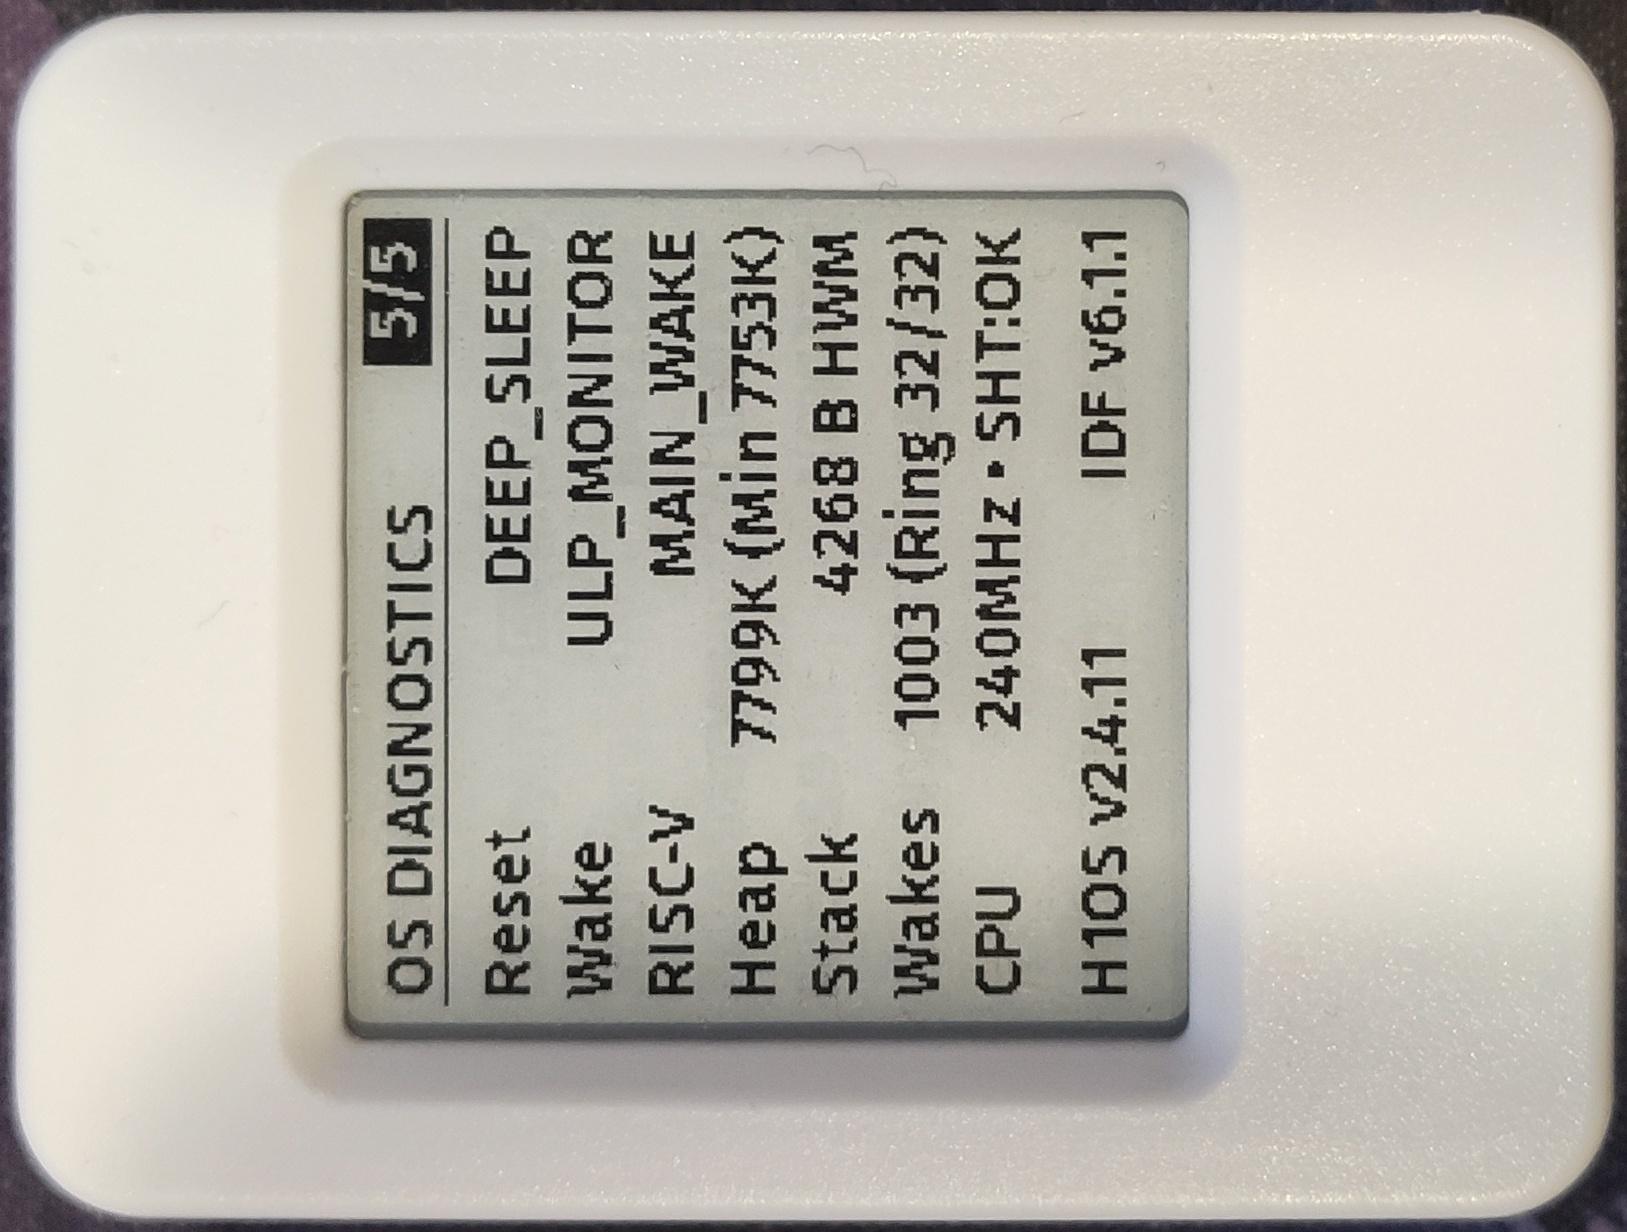 OS DIAGNOSTICS 5/5
Reset DEEP_SLEEP
Wake ULP_MONITOR
RISC-V MAIN_WAKE
Heap 7799K (Min 7753K)
Stack 4268 B HWM
Wakes 1003 (Ring 32/32)
CPU 240MHz • SHT:OK
H1OS v2.4.11 IDF v6.1.1